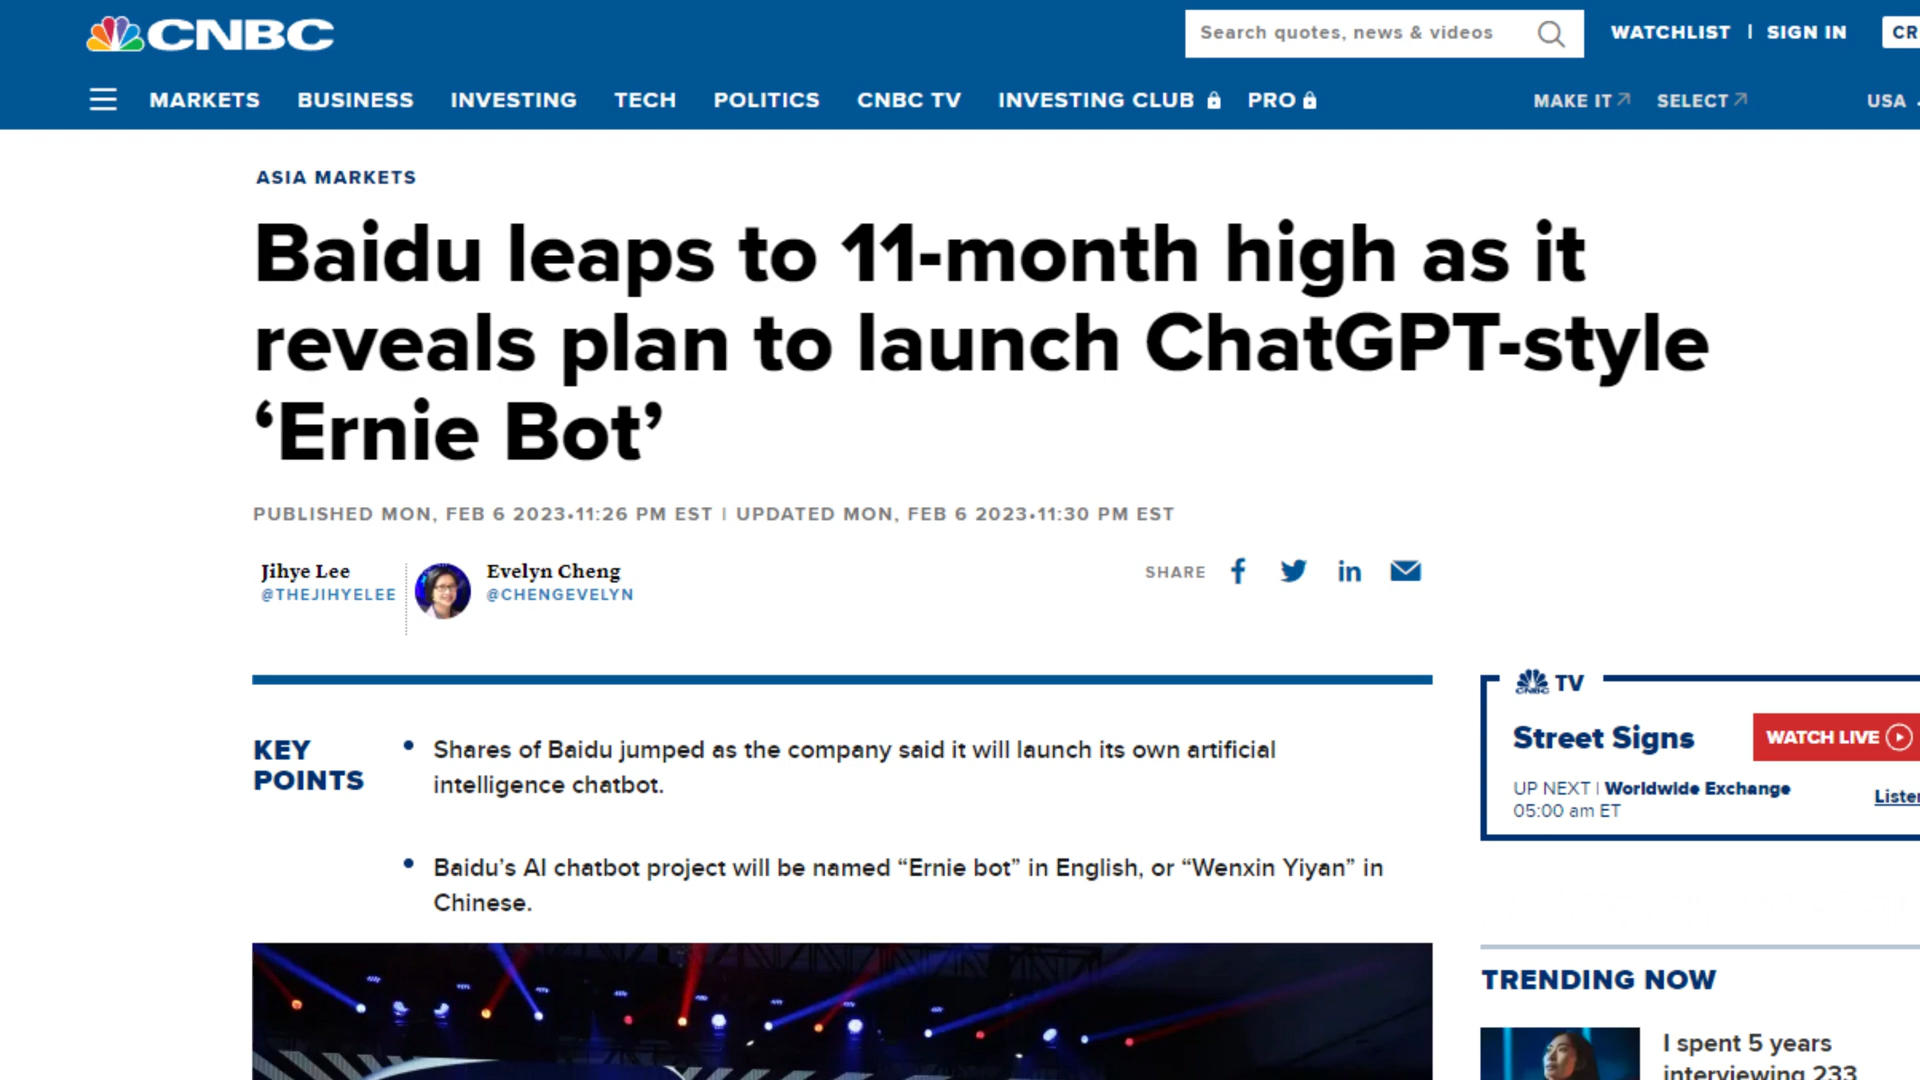 CNBC
Search quotes, news & videos
WATCHLIST | SIGN IN
CR
MARKETS BUSINESS INVESTING TECH POLITICS CNBC TV INVESTING CLUB PRO
MAKE IT SELECT USA
ASIA MARKETS
Baidu leaps to 11-month high as it
reveals plan to launch ChatGPT-style
‘Ernie Bot’
PUBLISHED MON, FEB 6 2023•11:26 PM EST | UPDATED MON, FEB 6 2023•11:30 PM EST
Jihye Lee
@THEJIHYELEE
Evelyn Cheng
@CHENGEVELYN
SHARE
KEY
POINTS
• Shares of Baidu jumped as the company said it will launch its own artificial
intelligence chatbot.
• Baidu’s AI chatbot project will be named “Ernie bot” in English, or “Wenxin Yiyan” in
Chinese.
CNBC TV
Street Signs
WATCH LIVE
UP NEXT | Worldwide Exchange
05:00 am ET
Listen
TRENDING NOW
I spent 5 years
interviewing 233